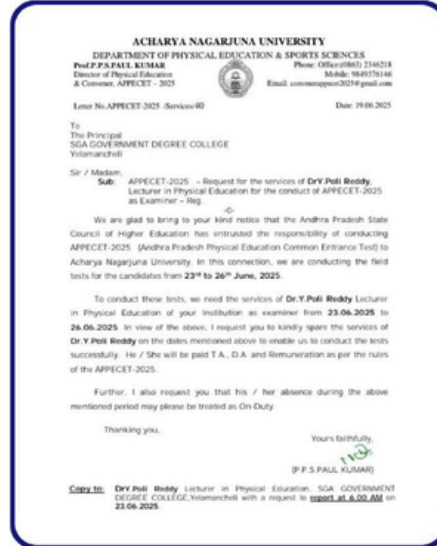 ACHARYA NAGARJUNA UNIVERSITY
DEPARTMENT OF PHYSICAL EDUCATION & SPORTS SCIENCES
Prof.P.P.S.PAUL KUMAR
Director of Physical Education
& Convener, APPECET – 2025
Phone: Office:(0863) 2346218
Mobile: 9849376146
Email: convenerappecet2025@gmail.com
Letter No.APPECET-2025 /Services/40
Date: 19.06.2025
To
The Principal
SGA GOVERNMENT DEGREE COLLEGE
Yelamancheli
Sir / Madam,
Sub: APPECET-2025 – Request for the services of DrY.Poli Reddy,
Lecturer in Physical Education for the conduct of APPECET-2025
as Examiner – Reg.
-0-
We are glad to bring to your kind notice that the Andhra Pradesh State
Council of Higher Education has entrusted the responsibility of conducting
APPECET-2025 (Andhra Pradesh Physical Education Common Entrance Test) to
Acharya Nagarjuna University. In this connection, we are conducting the field
tests for the candidates from 23rd to 26th June, 2025.
To conduct these tests, we need the services of Dr.Y.Poli Reddy Lecturer
in Physical Education of your institution as examiner from 23.06.2025 to
26.06.2025. In view of the above, I request you to kindly spare the services of
Dr.Y.Poli Reddy on the dates mentioned above to enable us to conduct the tests
successfully. He / She will be paid T.A., D.A. and Remuneration as per the rules
of the APPECET-2025.
Further, I also request you that his / her absence during the above
mentioned period may please be treated as On-Duty.
Thanking you,
Yours faithfully,
(P.P.S.PAUL KUMAR)
Copy to: DrY.Poli Reddy Lecturer in Physical Education, SGA GOVERNMENT
DEGREE COLLEGE,Yelamancheli with a request to report at 6.00 AM on
23.06.2025